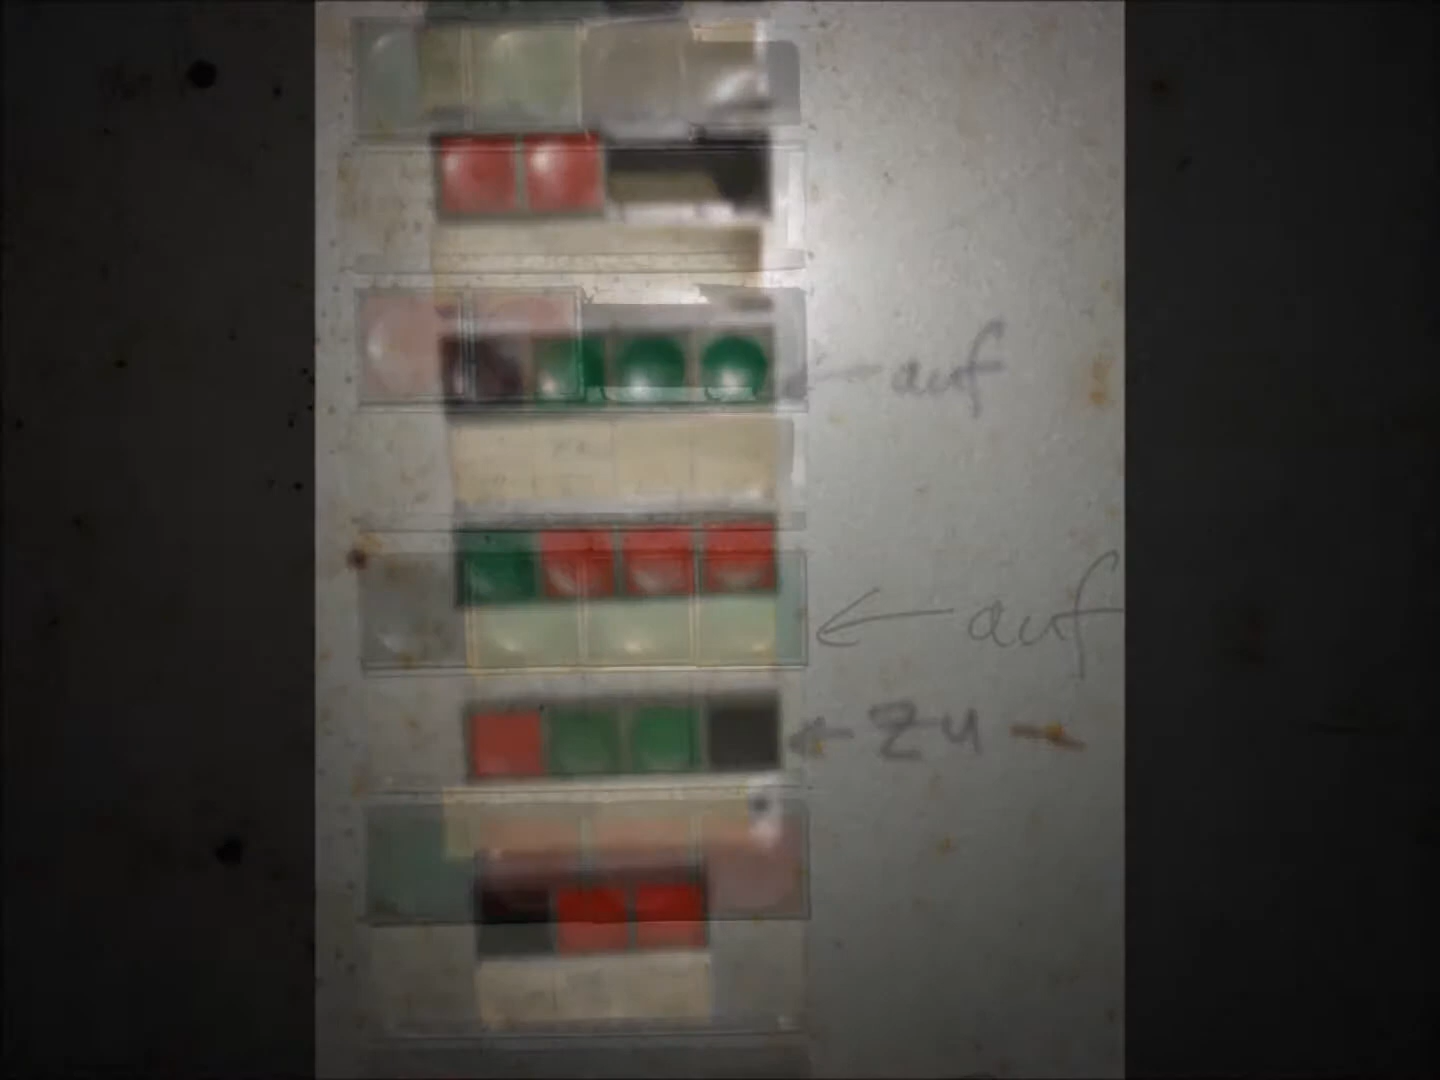 ← auf
← auf
← zu -